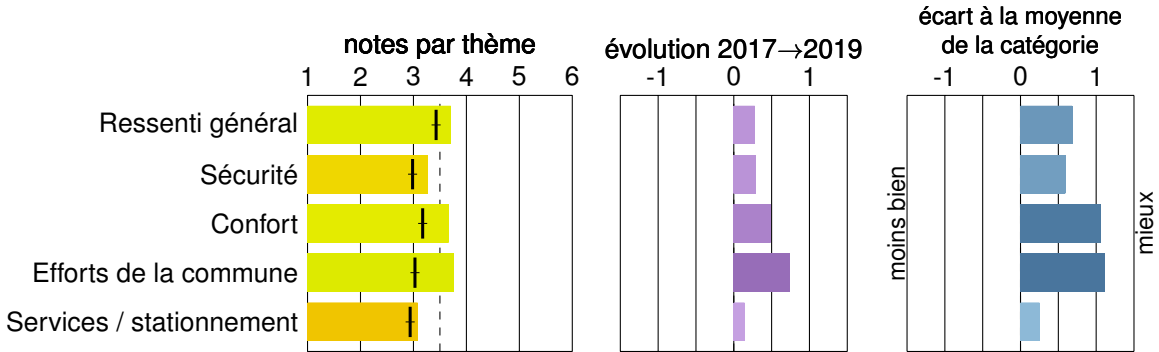 notes par thème
1 2 3 4 5 6
évolution 2017→2019
-1 0 1
écart à la moyenne
de la catégorie
-1 0 1
Ressenti général
Sécurité
Confort
Efforts de la commune
Services / stationnement
moins bien
mieux